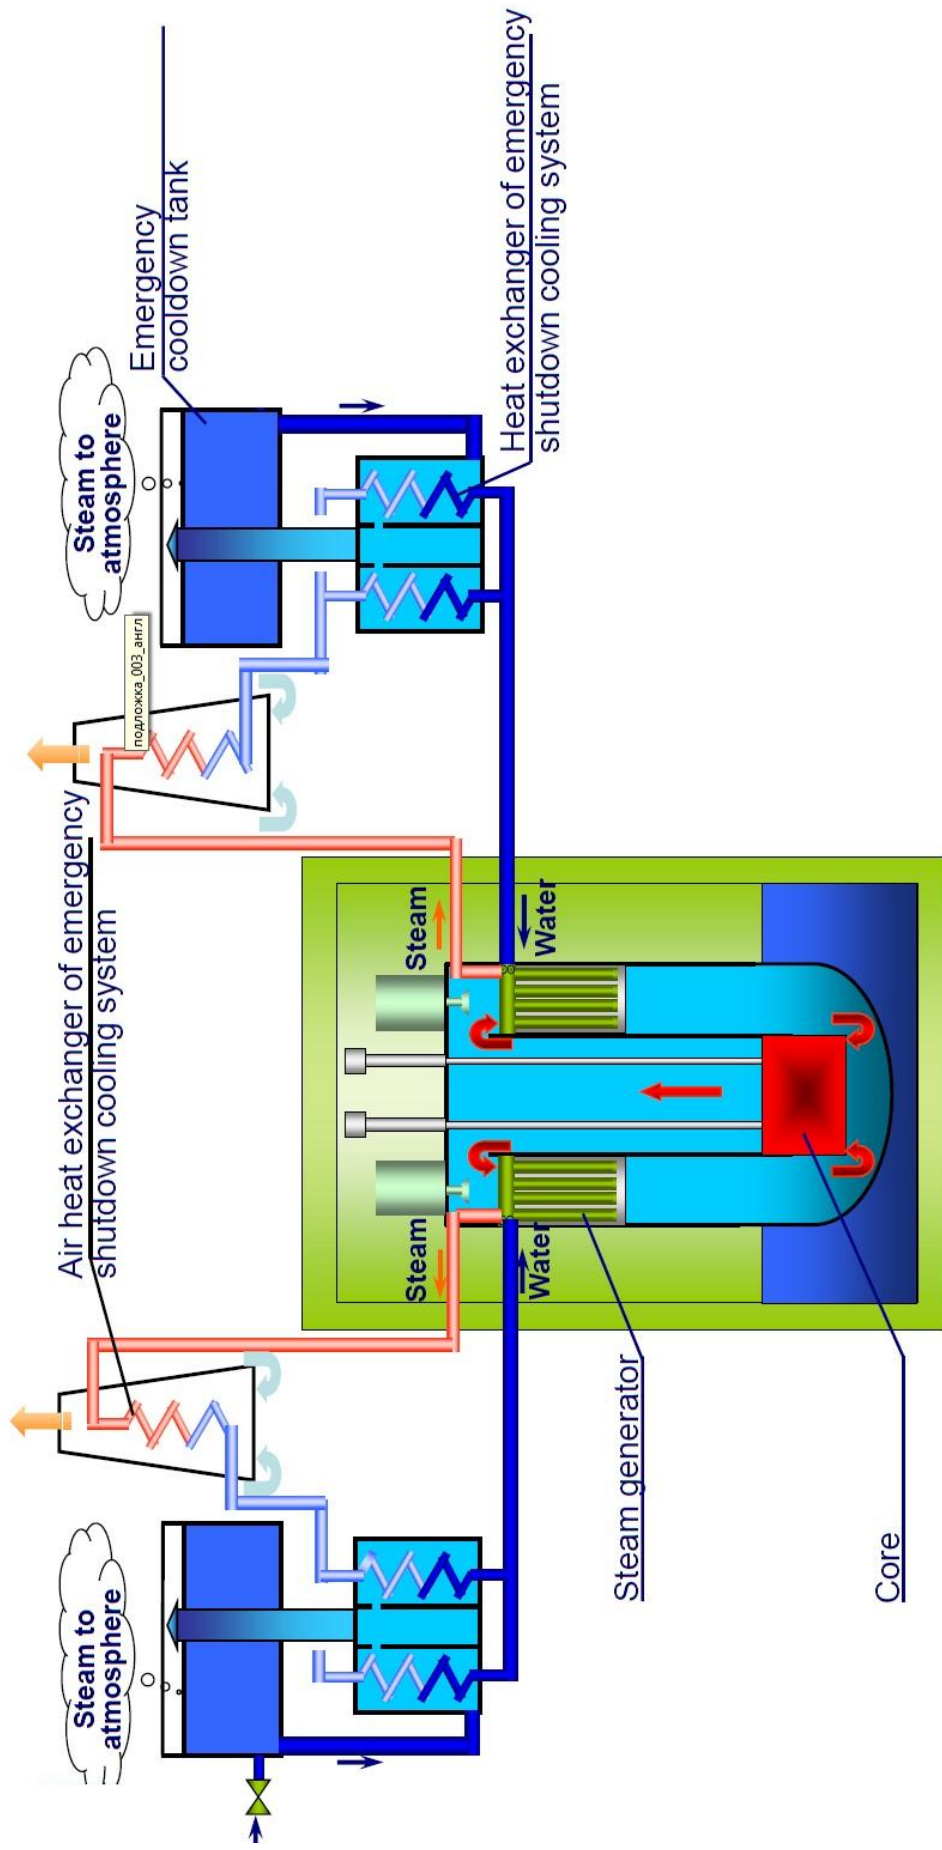 Steam to
atmosphere
Air heat exchanger of emergency
shutdown cooling system
подложка_003_англ
Steam to
atmosphere
Emergency
cooldown tank
Steam
Water
Steam
Water
Heat exchanger of emergency
shutdown cooling system
Steam generator
Core